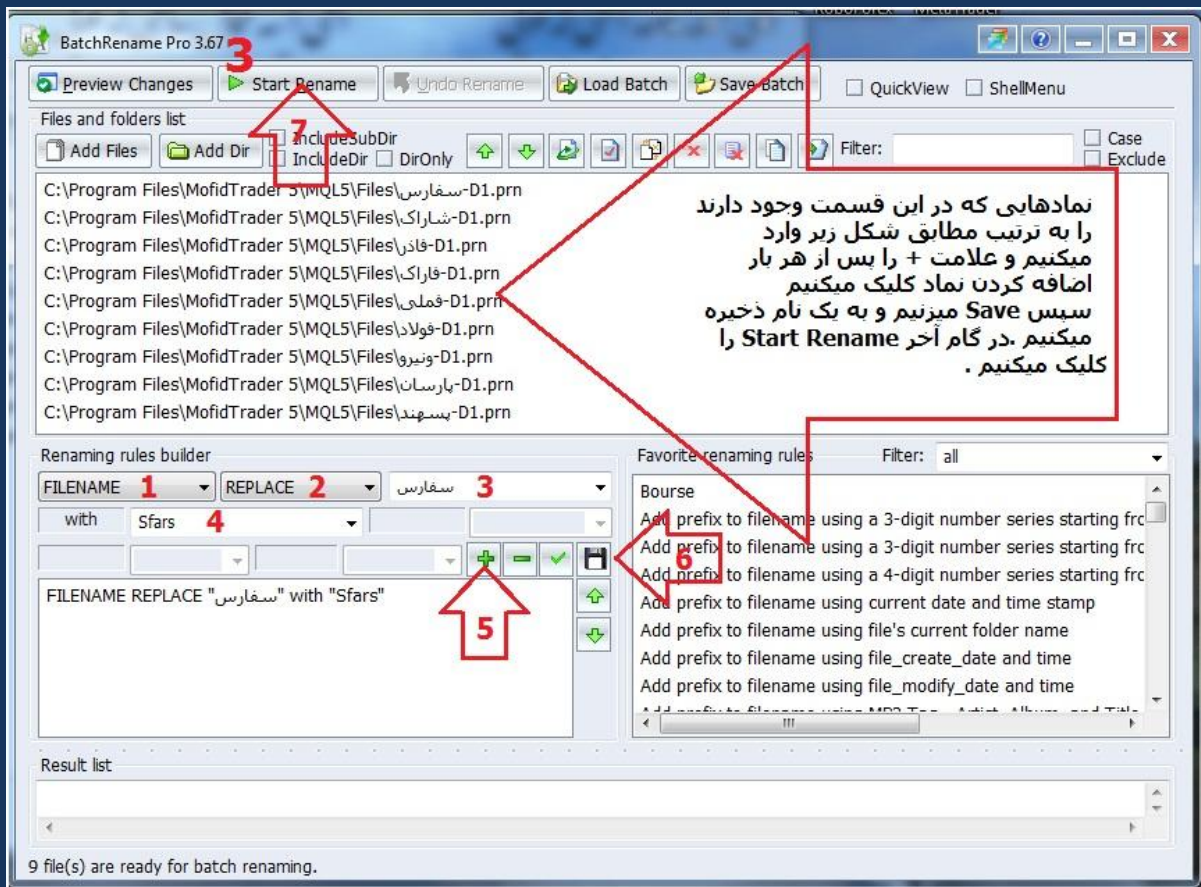 BatchRename Pro 3.67
3
Preview Changes Start Rename Undo Rename Load Batch Save Batch QuickView ShellMenu
7
Files and folders list
Add Files Add Dir IncludeSubDir
IncludeDir DirOnly Filter: Case
Exclude
C:\Program Files\MofidTrader 5\MQL5\Files\سفارس-D1.prn
C:\Program Files\MofidTrader 5\MQL5\Files\شاراک-D1.prn
C:\Program Files\MofidTrader 5\MQL5\Files\فاذر-D1.prn
C:\Program Files\MofidTrader 5\MQL5\Files\فاراک-D1.prn
C:\Program Files\MofidTrader 5\MQL5\Files\فملی-D1.prn
C:\Program Files\MofidTrader 5\MQL5\Files\فولاد-D1.prn
C:\Program Files\MofidTrader 5\MQL5\Files\ونیرو-D1.prn
C:\Program Files\MofidTrader 5\MQL5\Files\پارسان-D1.prn
C:\Program Files\MofidTrader 5\MQL5\Files\پسهند-D1.prn
نمادهایی که در این قسمت وجود دارند
را به ترتیب مطابق شکل زیر وارد
میکنیم و علامت + را پس از هر بار
اضافه کردن نماد کلیک میکنیم
سپس Save میزنیم و به یک نام ذخیره
میکنیم .در گام آخر Start Rename را
کلیک میکنیم .
Renaming rules builder
FILENAME 1 REPLACE 2 سفارس 3
with Sfars 4
5
6
FILENAME REPLACE "سفارس" with "Sfars"
Favorite renaming rules Filter: all
Bourse
Add prefix to filename using a 3-digit number series starting frc
Add prefix to filename using a 3-digit number series starting frc
Add prefix to filename using a 4-digit number series starting frc
Add prefix to filename using current date and time stamp
Add prefix to filename using file's current folder name
Add prefix to filename using file_create_date and time
Add prefix to filename using file_modify_date and time
Result list
9 file(s) are ready for batch renaming.